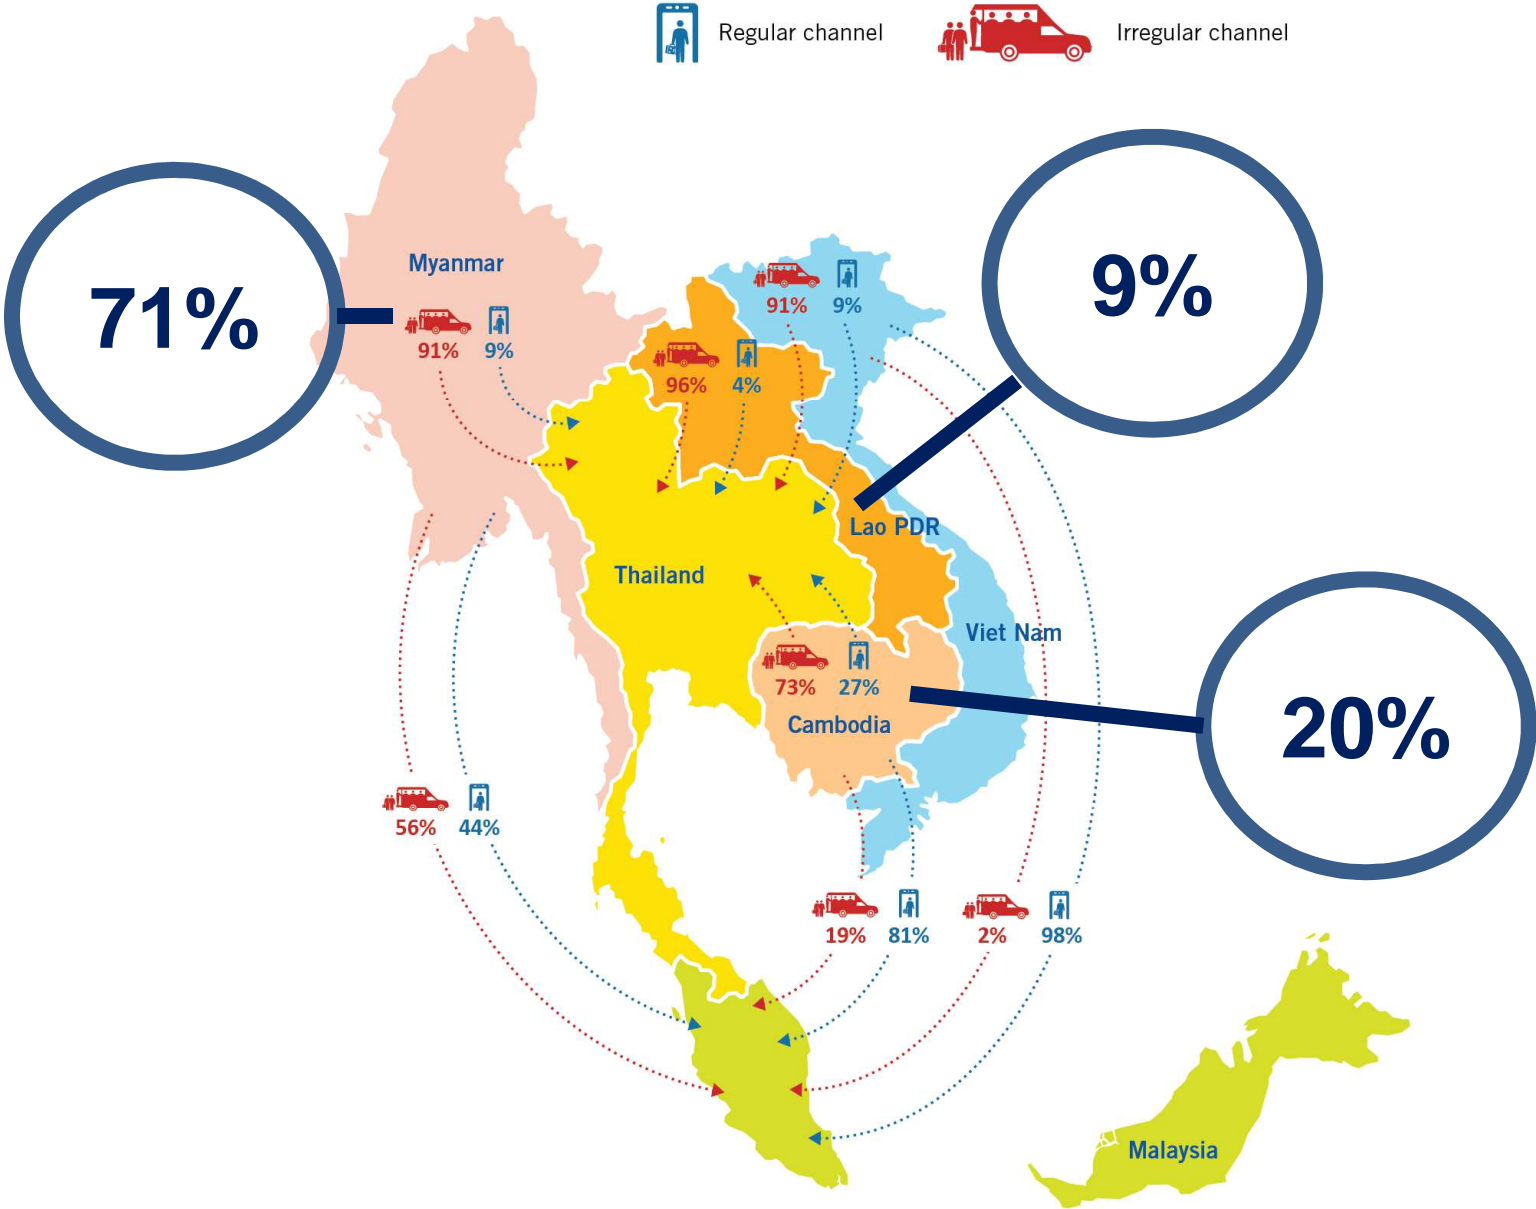 Regular channel
Irregular channel
71%
9%
20%
Myanmar
91% 9%
91% 9%
96% 4%
Lao PDR
Thailand
Viet Nam
73% 27%
Cambodia
56% 44%
19% 81%
2% 98%
Malaysia